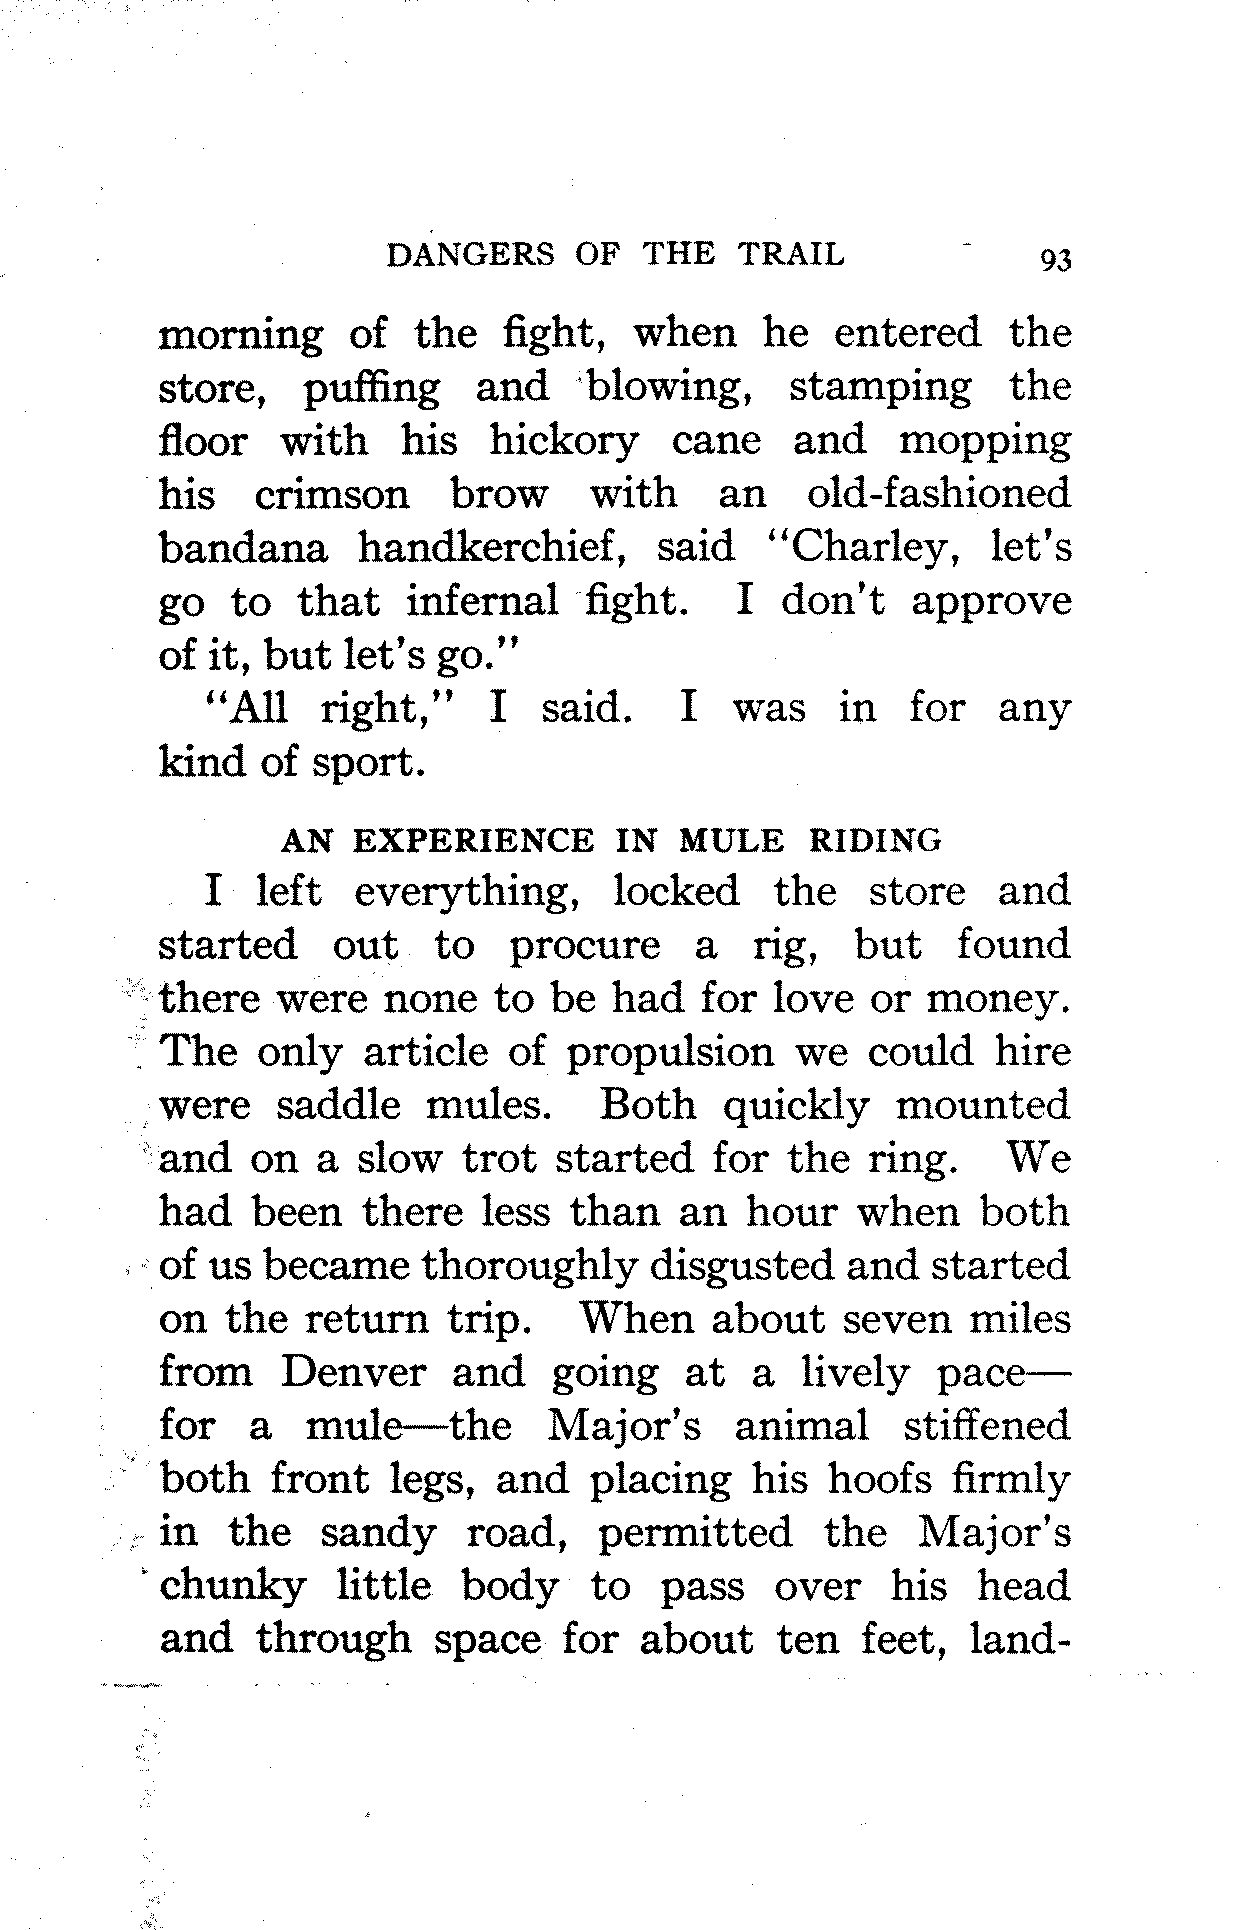 DANGERS OF THE TRAIL 93
morning of the fight, when he entered the
store, puffing and blowing, stamping the
floor with his hickory cane and mopping
his crimson brow with an old-fashioned
bandana handkerchief, said "Charley, let's
go to that infernal fight. I don't approve
of it, but let's go."
"All right," I said. I was in for any
kind of sport.
AN EXPERIENCE IN MULE RIDING
I left everything, locked the store and
started out to procure a rig, but found
there were none to be had for love or money.
The only article of propulsion we could hire
were saddle mules. Both quickly mounted
and on a slow trot started for the ring. We
had been there less than an hour when both
of us became thoroughly disgusted and started
on the return trip. When about seven miles
from Denver and going at a lively pace—
for a mule—the Major's animal stiffened
both front legs, and placing his hoofs firmly
in the sandy road, permitted the Major's
chunky little body to pass over his head
and through space for about ten feet, land-